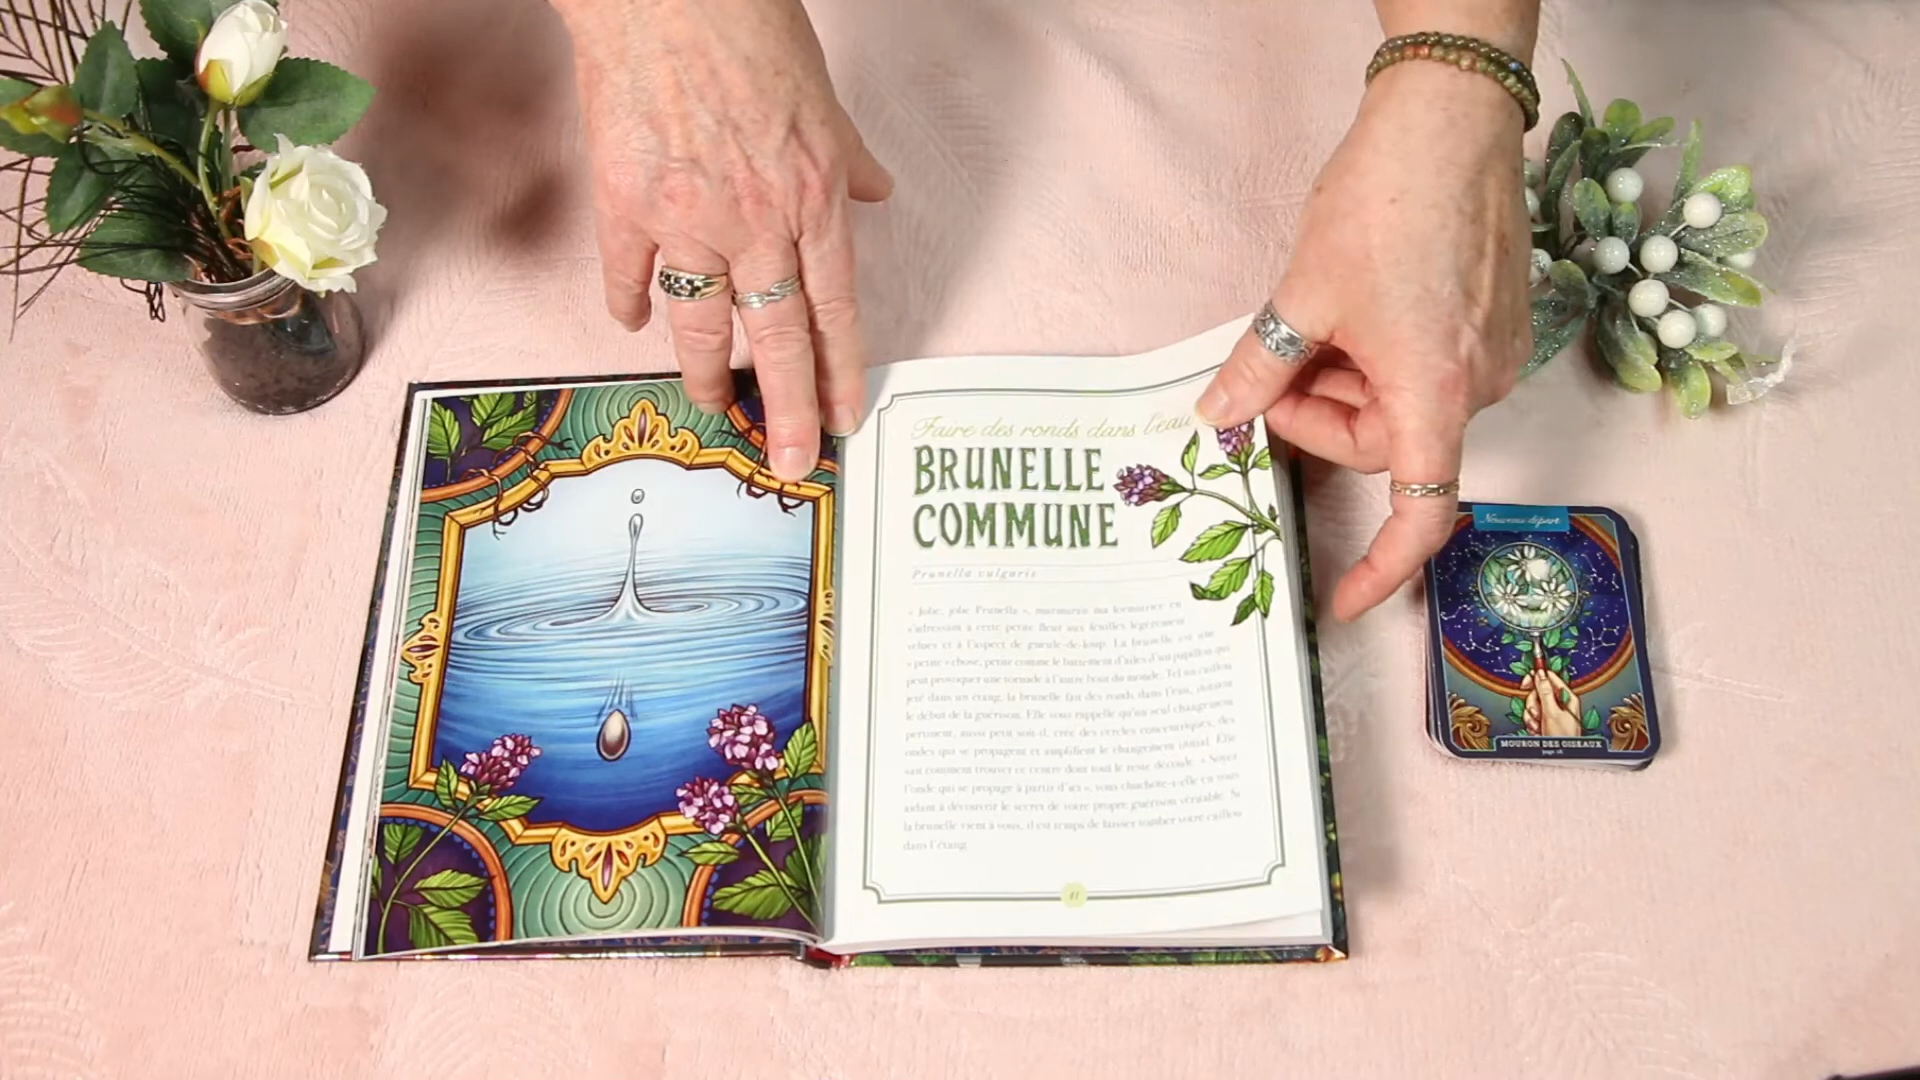 Faire des ronds dans l'eau
BRUNELLE
COMMUNE
Prunella vulgaris
« Jolie, jolie Prunella », murmurait ma formatrice en
s'adressant à cette petite fleur aux feuilles légèrement
velues et à l'aspect de gueule-de-loup. La brunelle est une
« petite » chose, petite comme le battement d'ailes d'un papillon qui
peut provoquer une tornade à l'autre bout du monde. Tel un caillou
jeté dans un étang, la brunelle fait des ronds dans l'eau,
le début de la guérison. Elle vous rappelle qu'un seul changement
pertinent, aussi petit soit-il, crée des cercles concentriques, des
ondes qui se propagent et amplifient le changement initial. Elle
sait comment trouver ce centre dont tout le reste découle. « Soyez
l'onde qui se propage à partir d'ici », vous chuchote-t-elle en vous
aidant à découvrir le secret de votre propre guérison véritable. Si
la brunelle vient à vous, il est temps de laisser tomber votre caillou
dans l'étang.
41
Nouveau départ
MOURON DES OISEAUX